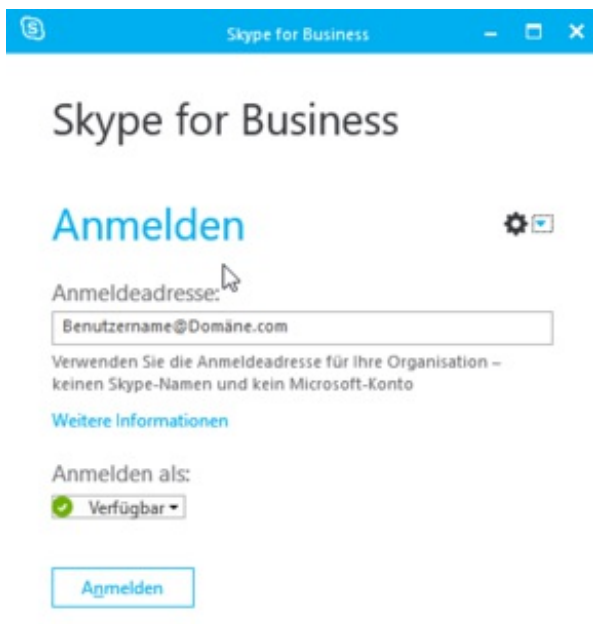 Skype for Business
Skype for Business
Anmelden
Anmeldeadresse:
Benutzername@Domäne.com
Verwenden Sie die Anmeldeadresse für Ihre Organisation –
keinen Skype-Namen und kein Microsoft-Konto
Weitere Informationen
Anmelden als:
Verfügbar
Anmelden